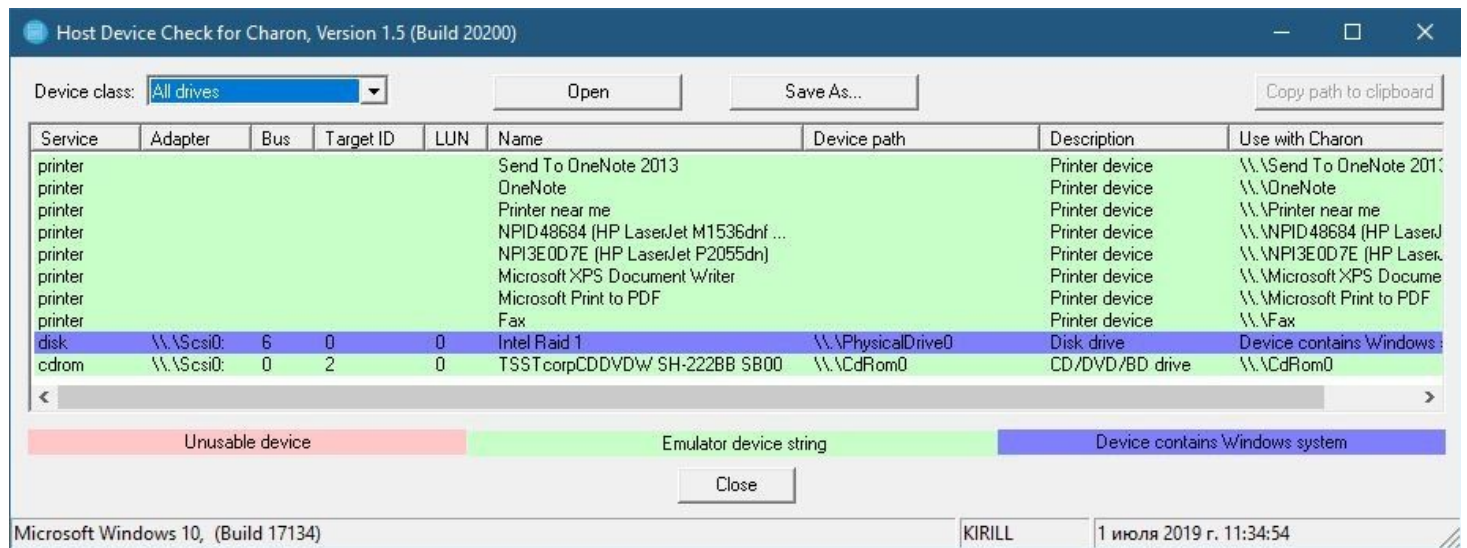 Host Device Check for Charon, Version 1.5 (Build 20200)
Device class: All drives Open Save As... Copy path to clipboard
Service Adapter Bus Target ID LUN Name Device path Description Use with Charon
printer Send To OneNote 2013 Printer device \\.\Send To OneNote 2013
printer OneNote Printer device \\.\OneNote
printer Printer near me Printer device \\.\Printer near me
printer NPID48684 (HP LaserJet M1536dnf ... Printer device \\.\NPID48684 (HP LaserJ
printer NPI3E0D7E (HP LaserJet P2055dn) Printer device \\.\NPI3E0D7E (HP LaserJ
printer Microsoft XPS Document Writer Printer device \\.\Microsoft XPS Docume
printer Microsoft Print to PDF Printer device \\.\Microsoft Print to PDF
printer Fax Printer device \\.\Fax
disk \\.\Scsi0: 6 0 0 Intel Raid 1 \\.\PhysicalDrive0 Disk drive Device contains Windows
cdrom \\.\Scsi0: 0 2 0 TSSTcorpCDDVDW SH-222BB SB00 \\.\CdRom0 CD/DVD/BD drive \\.\CdRom0
Unusable device Emulator device string Device contains Windows system
Close
Microsoft Windows 10, (Build 17134) KIRILL 1 июля 2019 г. 11:34:54